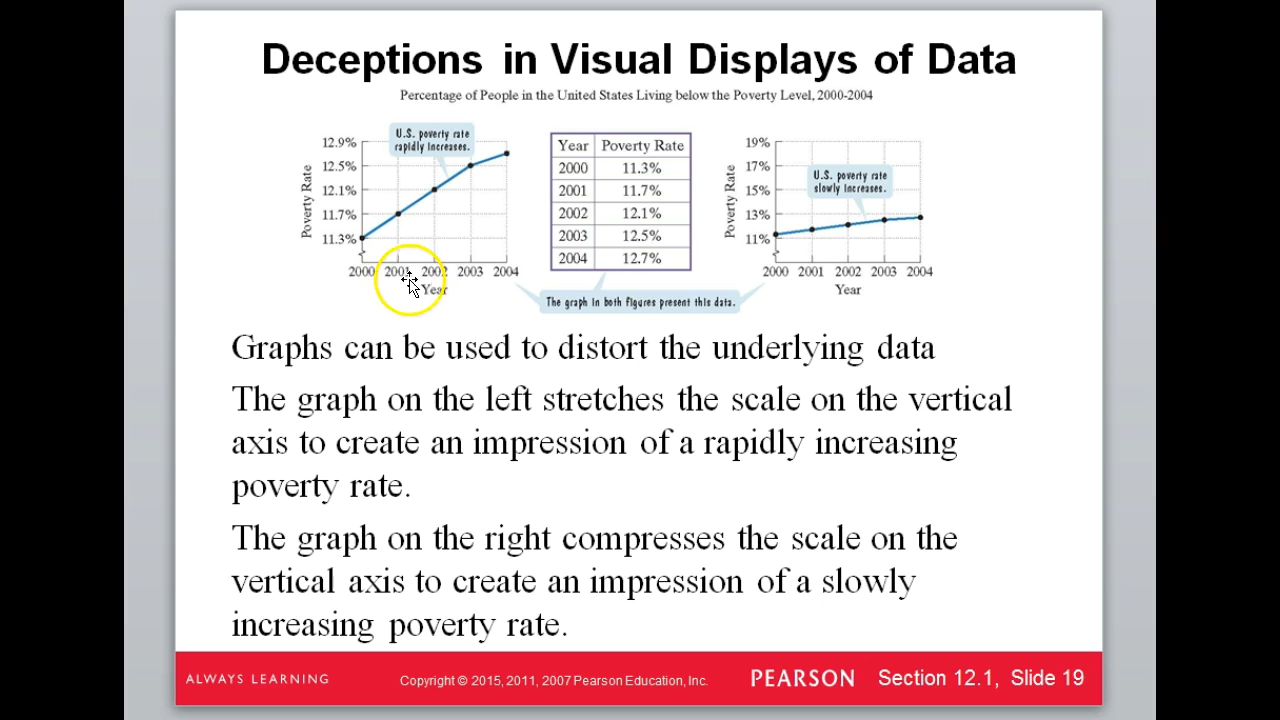 Deceptions in Visual Displays of Data
Percentage of People in the United States Living below the Poverty Level, 2000-2004
U.S. poverty rate
rapidly increases.
Poverty Rate
12.9%
12.5%
12.1%
11.7%
11.3%
2000 2001 2002 2003 2004
Year
Year Poverty Rate
2000 11.3%
2001 11.7%
2002 12.1%
2003 12.5%
2004 12.7%
The graph in both figures present this data.
U.S. poverty rate
slowly increases.
Poverty Rate
19%
17%
15%
13%
11%
2000 2001 2002 2003 2004
Year
Graphs can be used to distort the underlying data
The graph on the left stretches the scale on the vertical
axis to create an impression of a rapidly increasing
poverty rate.
The graph on the right compresses the scale on the
vertical axis to create an impression of a slowly
increasing poverty rate.
ALWAYS LEARNING
Copyright © 2015, 2011, 2007 Pearson Education, Inc.
PEARSON
Section 12.1, Slide 19